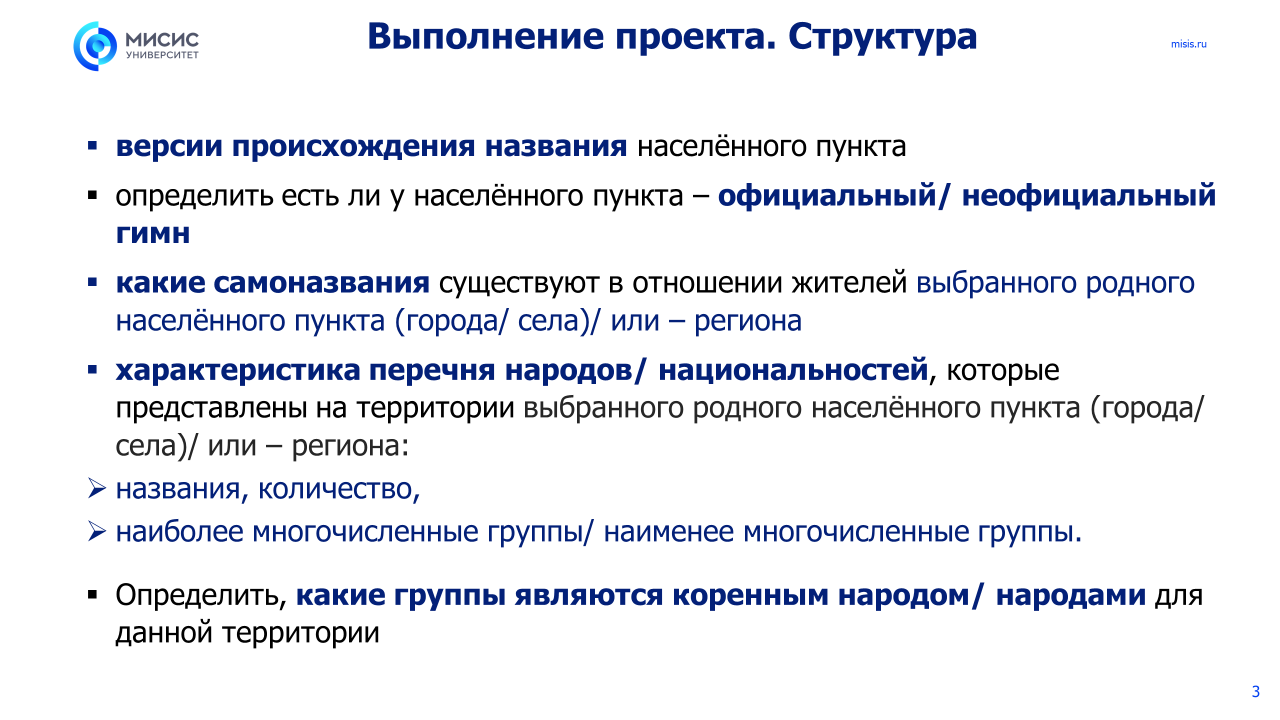 МИСИС
УНИВЕРСИТЕТ
Выполнение проекта. Структура
misis.ru
▪ версии происхождения названия населённого пункта
▪ определить есть ли у населённого пункта – официальный/ неофициальный
гимн
▪ какие самоназвания существуют в отношении жителей выбранного родного
населённого пункта (города/ села)/ или – региона
▪ характеристика перечня народов/ национальностей, которые
представлены на территории выбранного родного населённого пункта (города/
села)/ или – региона:
➢ названия, количество,
➢ наиболее многочисленные группы/ наименее многочисленные группы.
▪ Определить, какие группы являются коренным народом/ народами для
данной территории
3